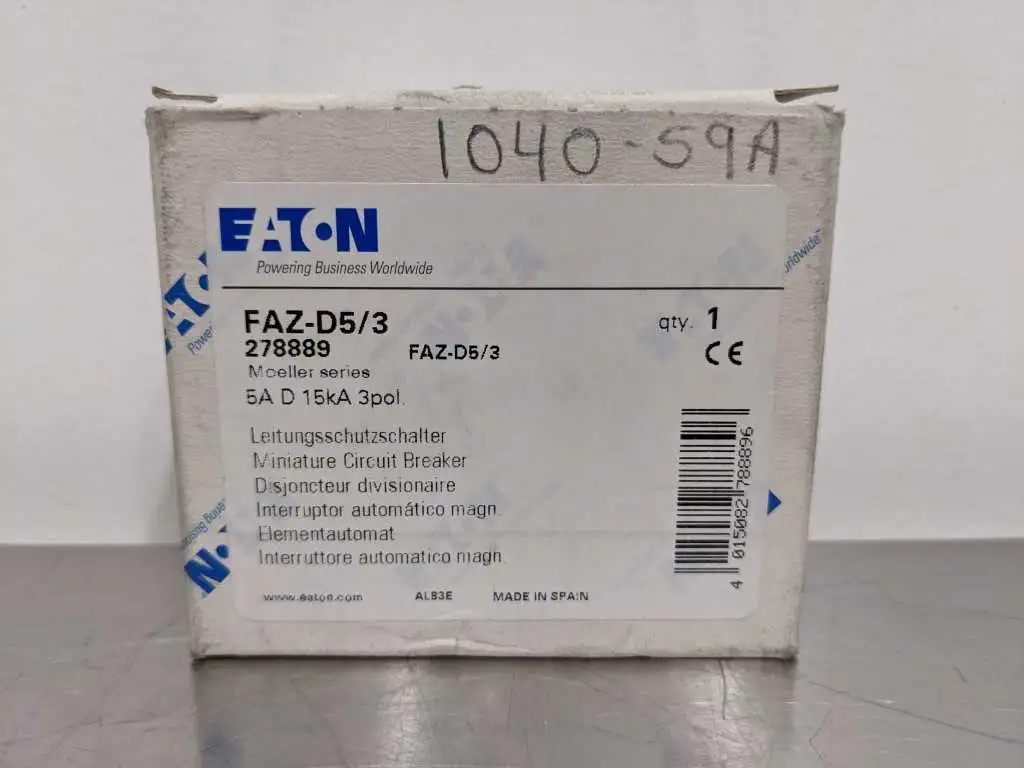 1040-59A
EATON
Powering Business Worldwide
FAZ-D5/3
qty. 1
278889 FAZ-D5/3
CE
Moeller series
5A D 15kA 3pol.
Leitungsschutzschalter
Miniature Circuit Breaker
Disjoncteur divisionaire
Interruptor automático magn.
Elementautomat
Interruttore automatico magn.
4 015082 788896
www.eaton.com AL83E MADE IN SPAIN